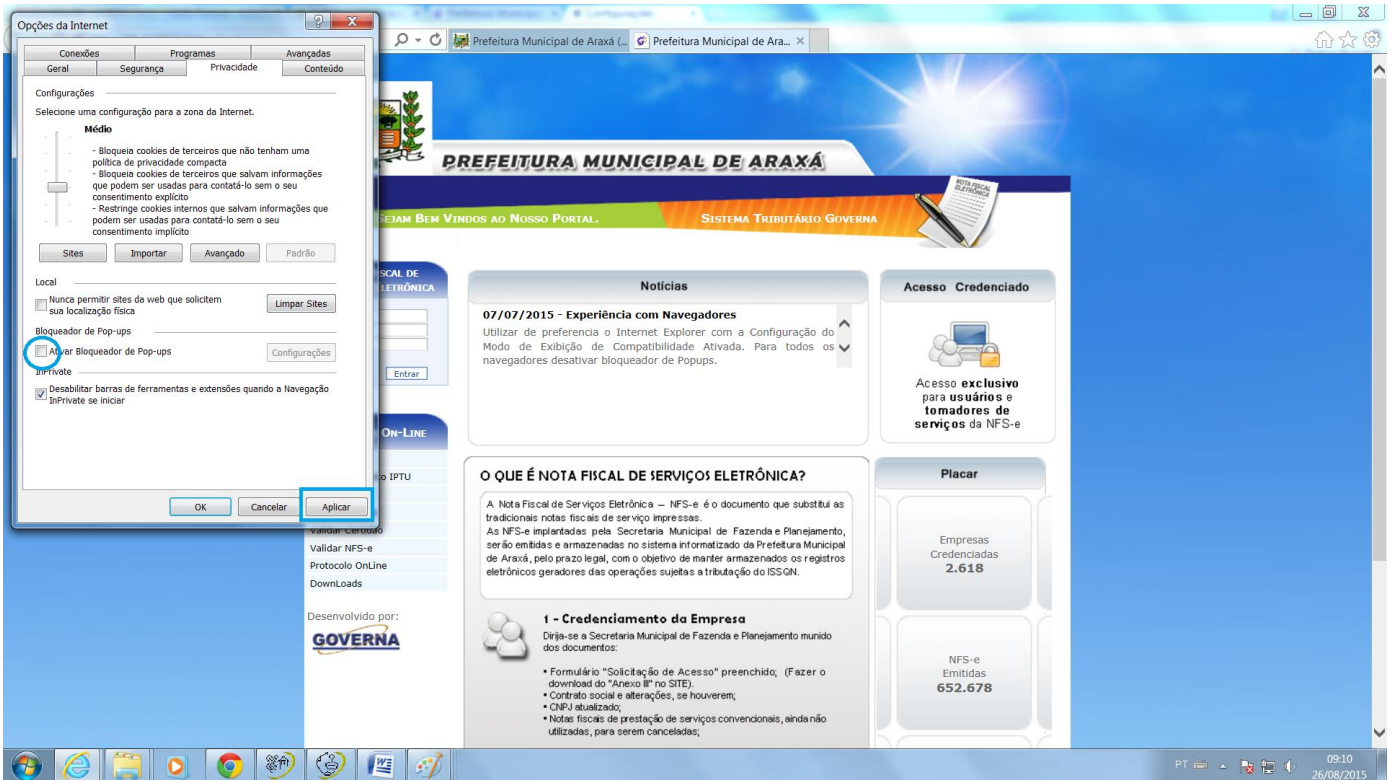 Opções da Internet
Conexões
Programas
Avançadas
Geral
Segurança
Privacidade
Conteúdo
Configurações
Selecione uma configuração para a zona da Internet.
Médio
- Bloqueia cookies de terceiros que não tenham uma
política de privacidade compacta
- Bloqueia cookies de terceiros que salvam informações
que podem ser usadas para contatá-lo sem o seu
consentimento explícito
- Restringe cookies internos que salvam informações que
podem ser usadas para contatá-lo sem o seu
consentimento implícito
Sites
Importar
Avançado
Padrão
Local
Nunca permitir sites da web que solicitem
sua localização física
Limpar Sites
Bloqueador de Pop-ups
Ativar Bloqueador de Pop-ups
Configurações
InPrivate
Desabilitar barras de ferramentas e extensões quando a Navegação
InPrivate se iniciar
OK
Cancelar
Aplicar
Prefeitura Municipal de Araxá (...
Prefeitura Municipal de Ara...
PREFEITURA MUNICIPAL DE ARAXÁ
NOTA FISCAL
ELETRÔNICA
SEJAM BEM VINDOS AO NOSSO PORTAL.
SISTEMA TRIBUTÁRIO GOVERNA
SCAL DE
LETRÔNICA
Entrar
ON-LINE
to IPTU
Validar Certidão
Validar NFS-e
Protocolo OnLine
DownLoads
Desenvolvido por:
GOVERNA
Notícias
07/07/2015 - Experiência com Navegadores
Utilizar de preferencia o Internet Explorer com a Configuração do
Modo de Exibição de Compatibilidade Ativada. Para todos os
navegadores desativar bloqueador de Popups.
O QUE É NOTA FISCAL DE SERVIÇOS ELETRÔNICA?
A Nota Fiscal de Serviços Eletrônica – NFS-e é o documento que substitui as
tradicionais notas fiscais de serviço impressas.
As NFS-e implantadas pela Secretaria Municipal de Fazenda e Planejamento,
serão emitidas e armazenadas no sistema informatizado da Prefeitura Municipal
de Araxá, pelo prazo legal, com o objetivo de manter armazenados os registros
eletrônicos geradores das operações sujeitas a tributação do ISSQN.
1 - Credenciamento da Empresa
Dirija-se a Secretaria Municipal de Fazenda e Planejamento munido
dos documentos:
• Formulário "Solicitação de Acesso" preenchido; (Fazer o
download do "Anexo III" no SITE).
• Contrato social e alterações, se houverem;
• CNPJ atualizado;
• Notas fiscais de prestação de serviços convencionais, ainda não
utilizadas, para serem canceladas;
Acesso Credenciado
Acesso exclusivo
para usuários e
tomadores de
serviços da NFS-e
Placar
Empresas
Credenciadas
2.618
NFS-e
Emitidas
652.678
PT
09:10
26/08/2015